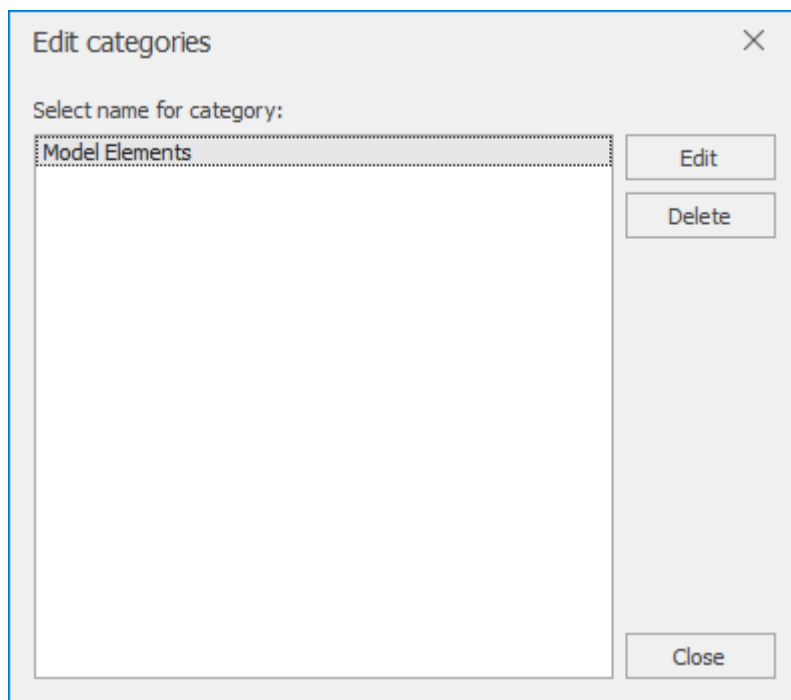 Edit categories
Select name for category:
Model Elements
Edit
Delete
Close